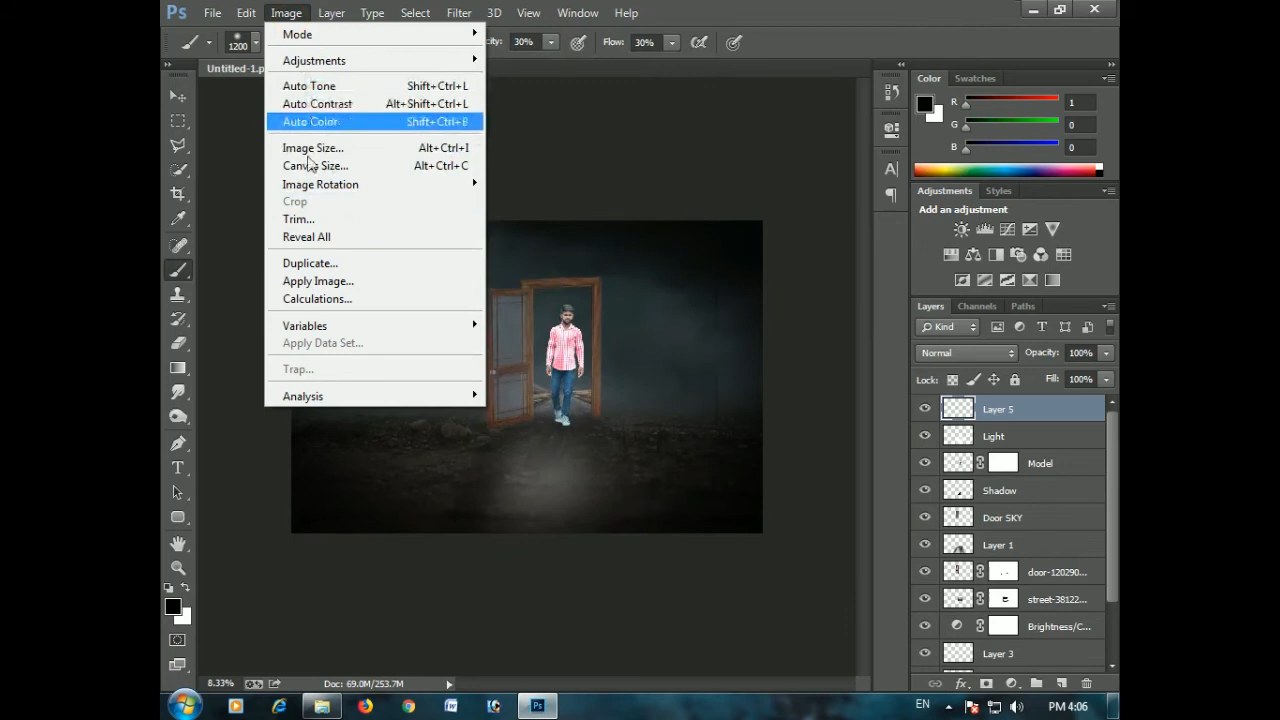 Ps File Edit Image Layer Type Select Filter 3D View Window Help
1200 30% Flow: 30%
Mode
Adjustments
Auto Tone Shift+Ctrl+L
Auto Contrast Alt+Shift+Ctrl+L
Auto Color Shift+Ctrl+B
Image Size... Alt+Ctrl+I
Canvas Size... Alt+Ctrl+C
Image Rotation
Crop
Trim...
Reveal All
Duplicate...
Apply Image...
Calculations...
Variables
Apply Data Set...
Trap...
Analysis
Untitled-1.p
Color Swatches
R 1
G 0
B 0
Adjustments Styles
Add an adjustment
Layers Channels Paths
Kind
Normal Opacity: 100%
Lock: Fill: 100%
Layer 5
Light
Model
Shadow
Door SKY
Layer 1
door-120290...
street-38122...
Brightness/C...
Layer 3
8.33% Doc: 69.0M/253.7M
EN PM 4:06